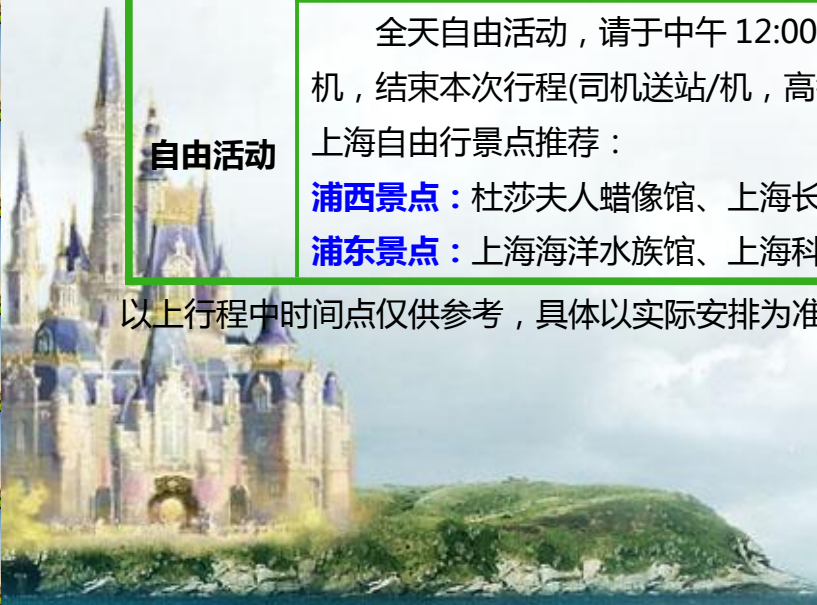 全天自由活动，请于中午 12:00
机，结束本次行程(司机送站/机，高
自由活动
上海自由行景点推荐：
浦西景点：杜莎夫人蜡像馆、上海长
浦东景点：上海海洋水族馆、上海科
以上行程中时间点仅供参考，具体以实际安排为准